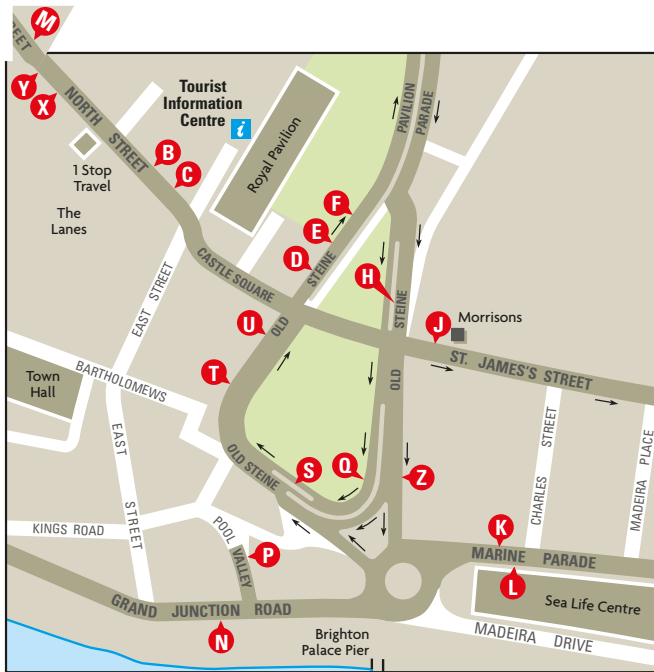 REET
M
Y
X
NORTH STREET
Tourist
Information
Centre
i
Royal Pavilion
PAVILION
PARADE
1 Stop
Travel
B
C
The
Lanes
F
E
D
STEINE
H
CASTLE SQUARE
EAST STREET
U
OLD
STEINE
J
Morrisons
ST. JAMES'S STREET
Town
Hall
BARTHOLOMEWS
T
OLD
EAST
STREET
OLD STEINE
S
Q
Z
CHARLES STREET
MADEIRA PLACE
KINGS ROAD
POOL
VALLEY
P
K
MARINE PARADE
L
Sea Life Centre
GRAND JUNCTION ROAD
N
MADEIRA DRIVE
Brighton
Palace Pier